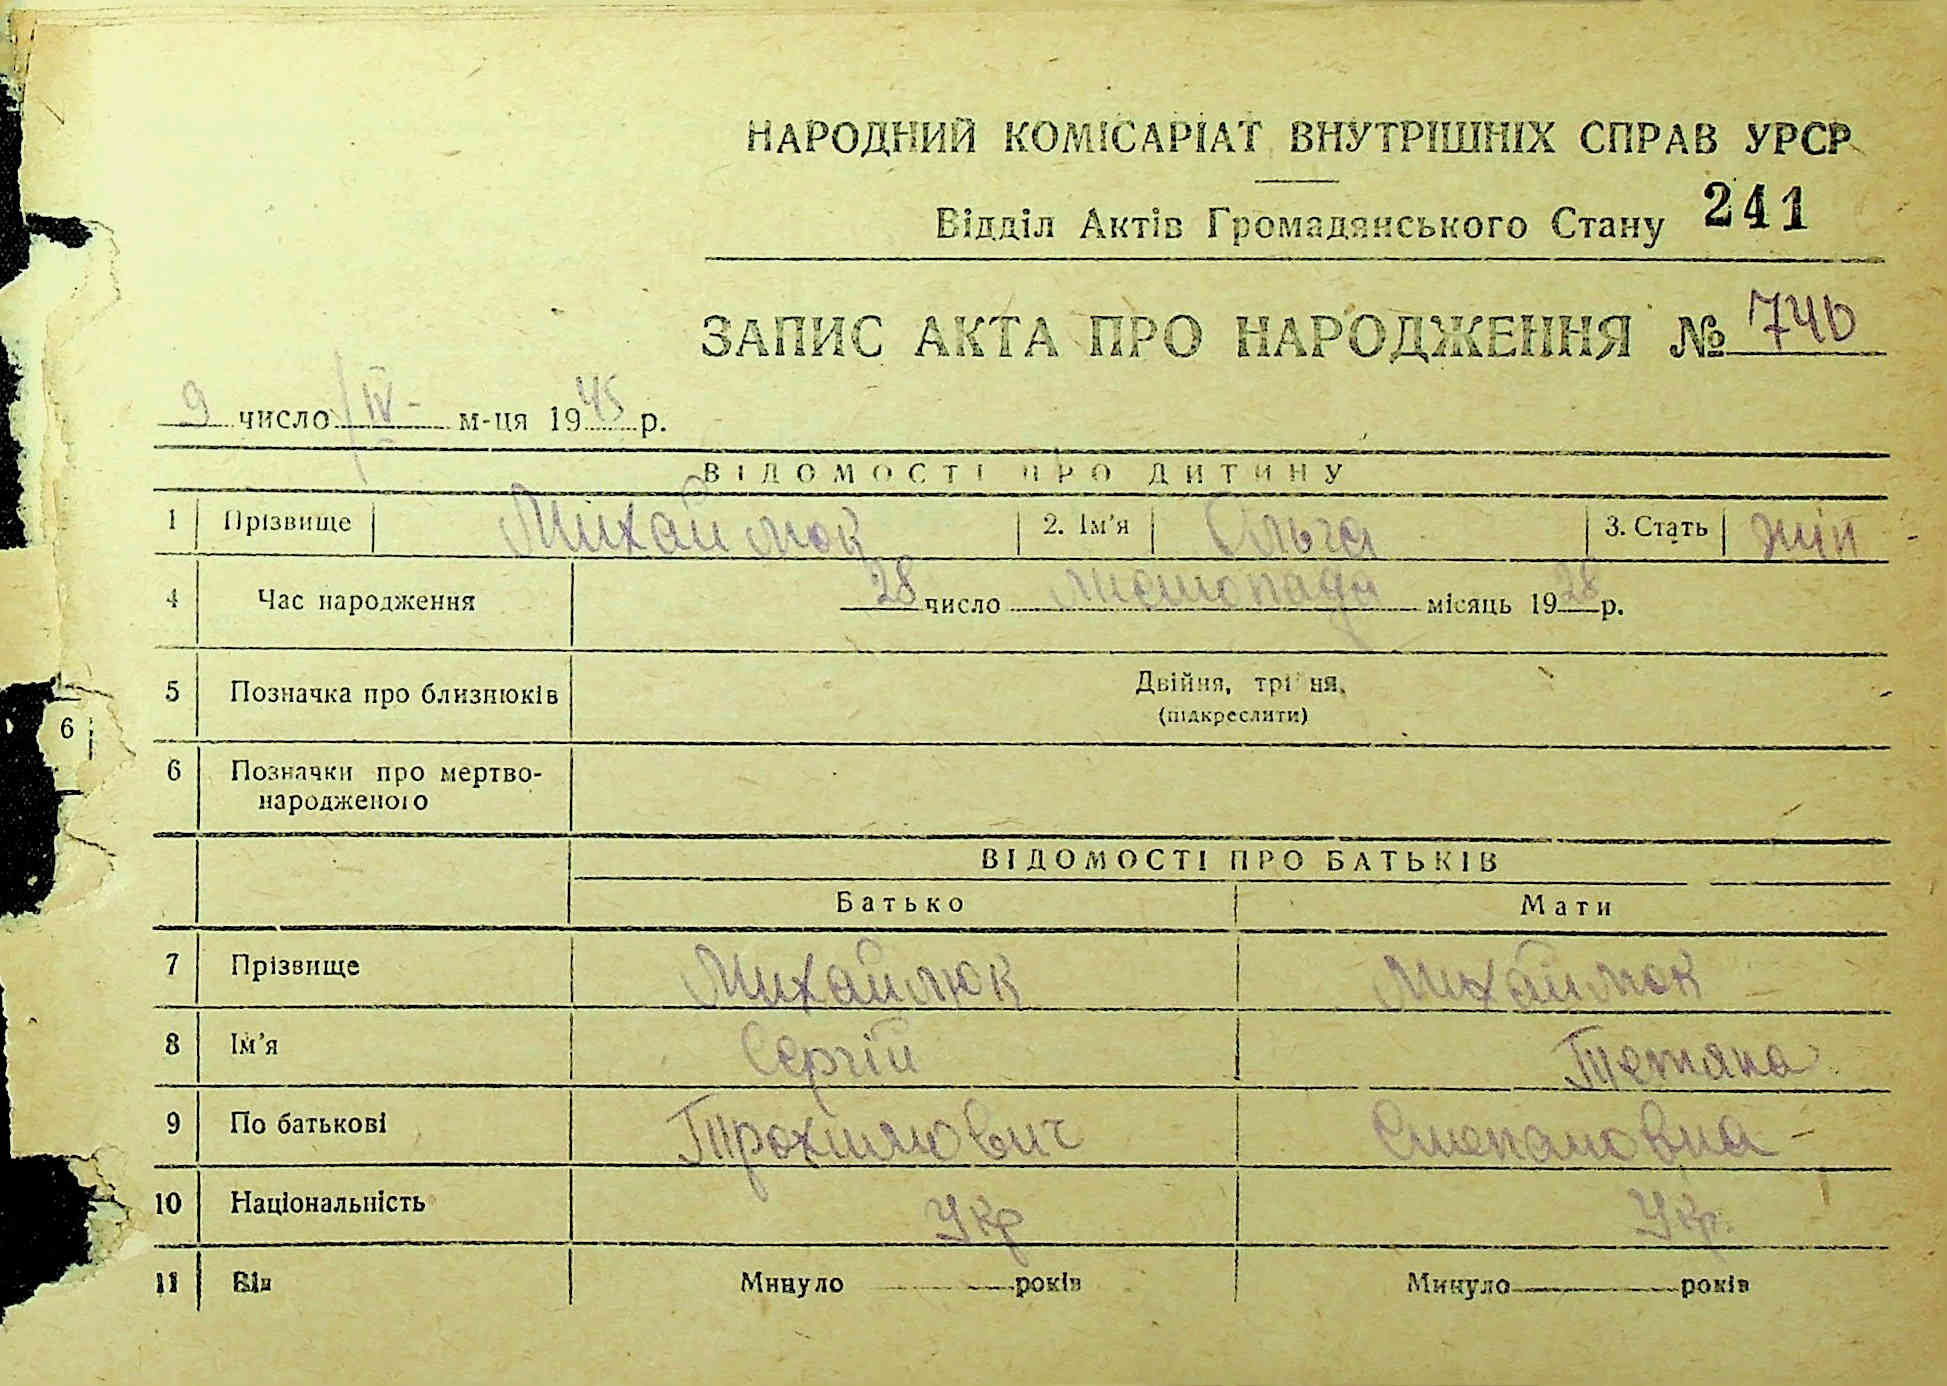 НАРОДНИЙ КОМІСАРІАТ ВНУТРІШНІХ СПРАВ УРСР
Відділ Актів Громадянського Стану 241
ЗАПИС АКТА ПРО НАРОДЖЕННЯ № 746
9 число IV м-ця 1945 р.
ВІДОМОСТІ ПРО ДИТИНУ
1 Прізвище Михайлюк 2. Ім'я Ольга 3. Стать жін
4 Час народження 28 число листопада місяць 1928 р.
5 Позначка про близнюків Двійня, трійня,
(підкреслити)
6
6 Позначки про мертво-
народженого
ВІДОМОСТІ ПРО БАТЬКІВ
Батько Мати
7 Прізвище Михайлюк Михайлюк
8 Ім'я Сергій Тетяна
9 По батькові Трохимович Степановна
10 Національність Укр Укр.
11 Вік Минуло років Минуло років